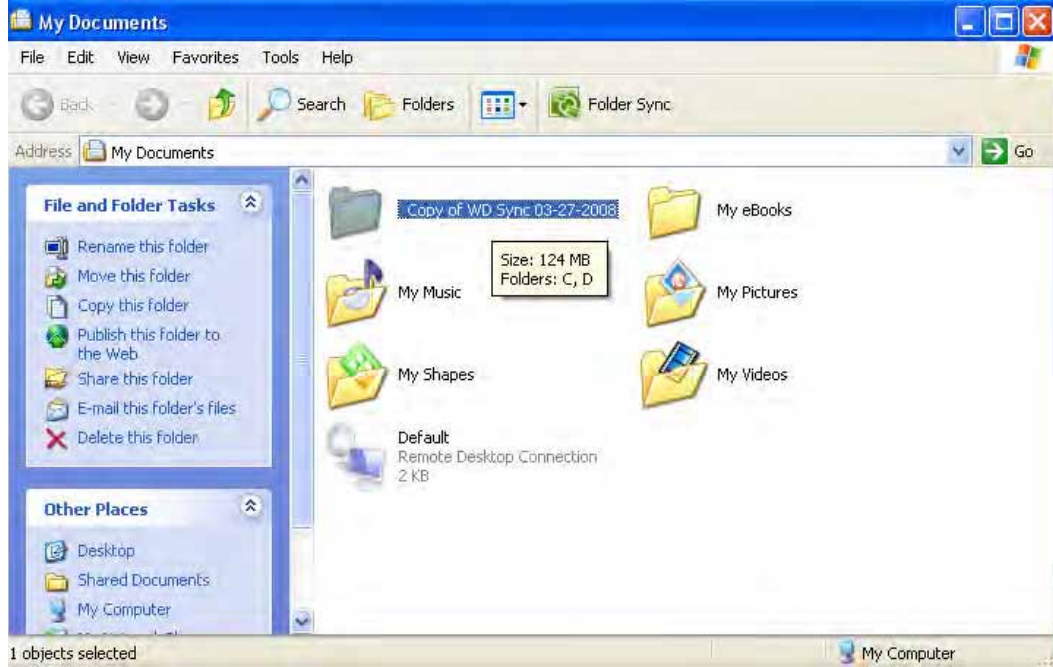 My Documents
File Edit View Favorites Tools Help
Back Search Folders Folder Sync
Address My Documents Go
File and Folder Tasks
Rename this folder
Move this folder
Copy this folder
Publish this folder to
the Web
Share this folder
E-mail this folder's files
Delete this folder
Other Places
Desktop
Shared Documents
My Computer
Copy of WD Sync 03-27-2008
My eBooks
Size: 124 MB
Folders: C, D
My Music
My Pictures
My Shapes
My Videos
Default
Remote Desktop Connection
2 KB
1 objects selected
My Computer